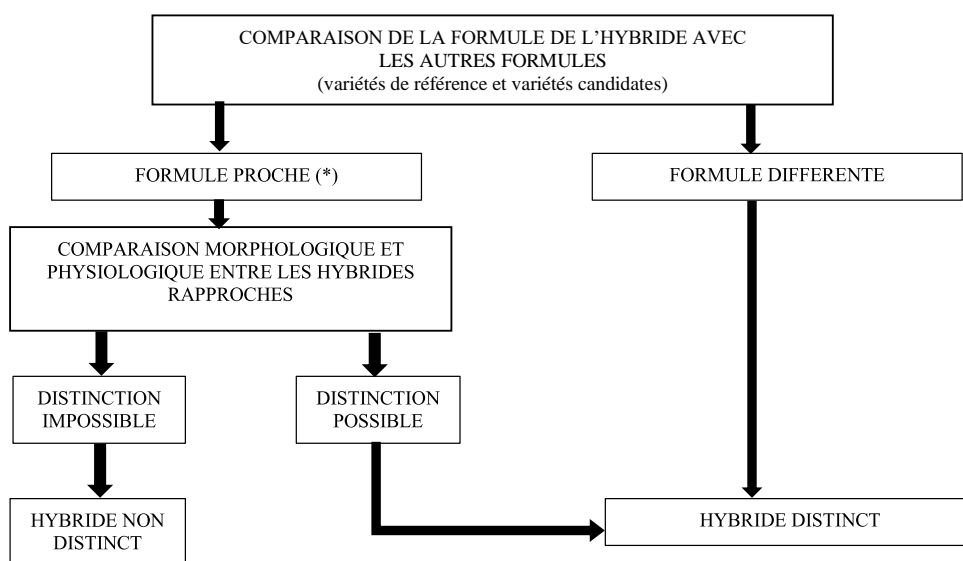 COMPARAISON DE LA FORMULE DE L'HYBRIDE AVEC
LES AUTRES FORMULES
(variétés de référence et variétés candidates)
FORMULE PROCHE (*)
FORMULE DIFFERENTE
COMPARAISON MORPHOLOGIQUE ET
PHYSIOLOGIQUE ENTRE LES HYBRIDES
RAPPROCHES
DISTINCTION
IMPOSSIBLE
DISTINCTION
POSSIBLE
HYBRIDE NON
DISTINCT
HYBRIDE DISTINCT